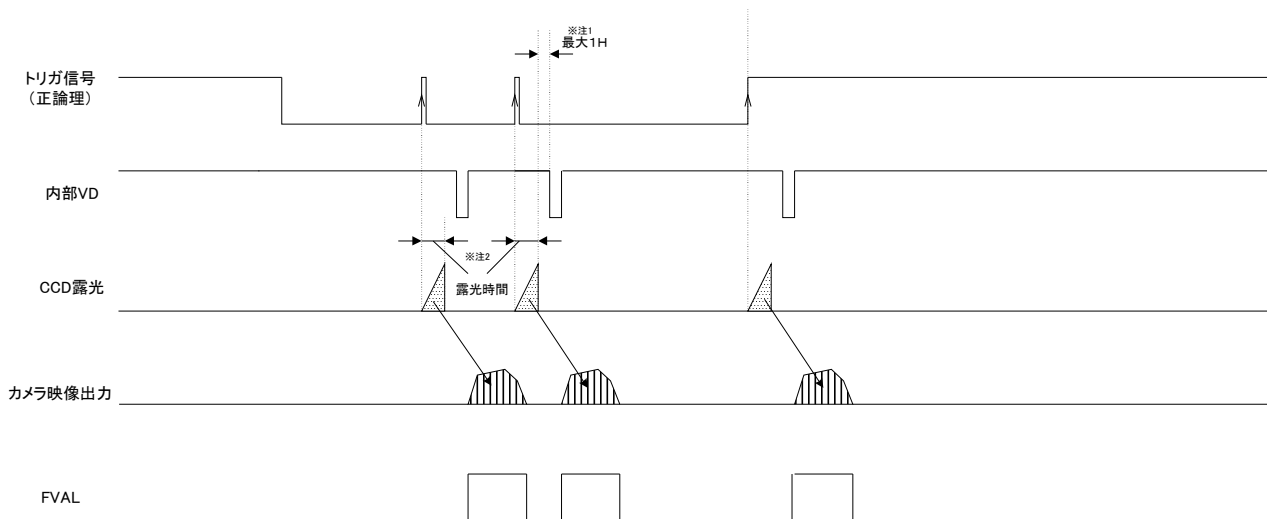 ※注1
最大1H
トリガ信号
(正論理)
内部VD
※注2
CCD露光
露光時間
カメラ映像出力
FVAL